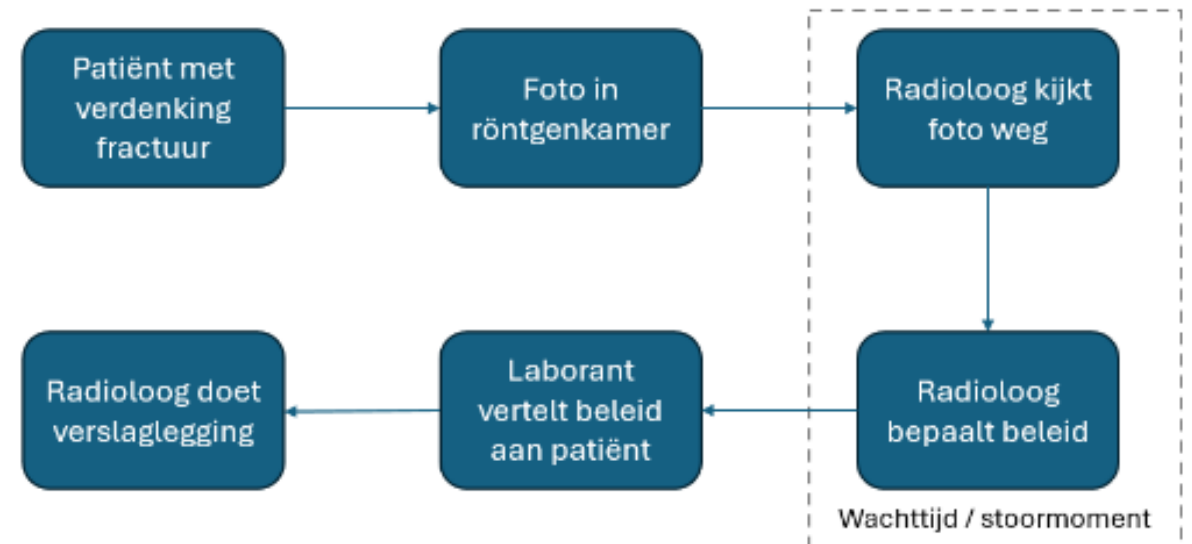 Patiënt met
verdenking
fractuur
Foto in
röntgenkamer
Radioloog kijkt
foto weg
Radioloog
bepaalt beleid
Laborant
vertelt beleid
aan patiënt
Radioloog doet
verslaglegging
Wachttijd / stoormoment